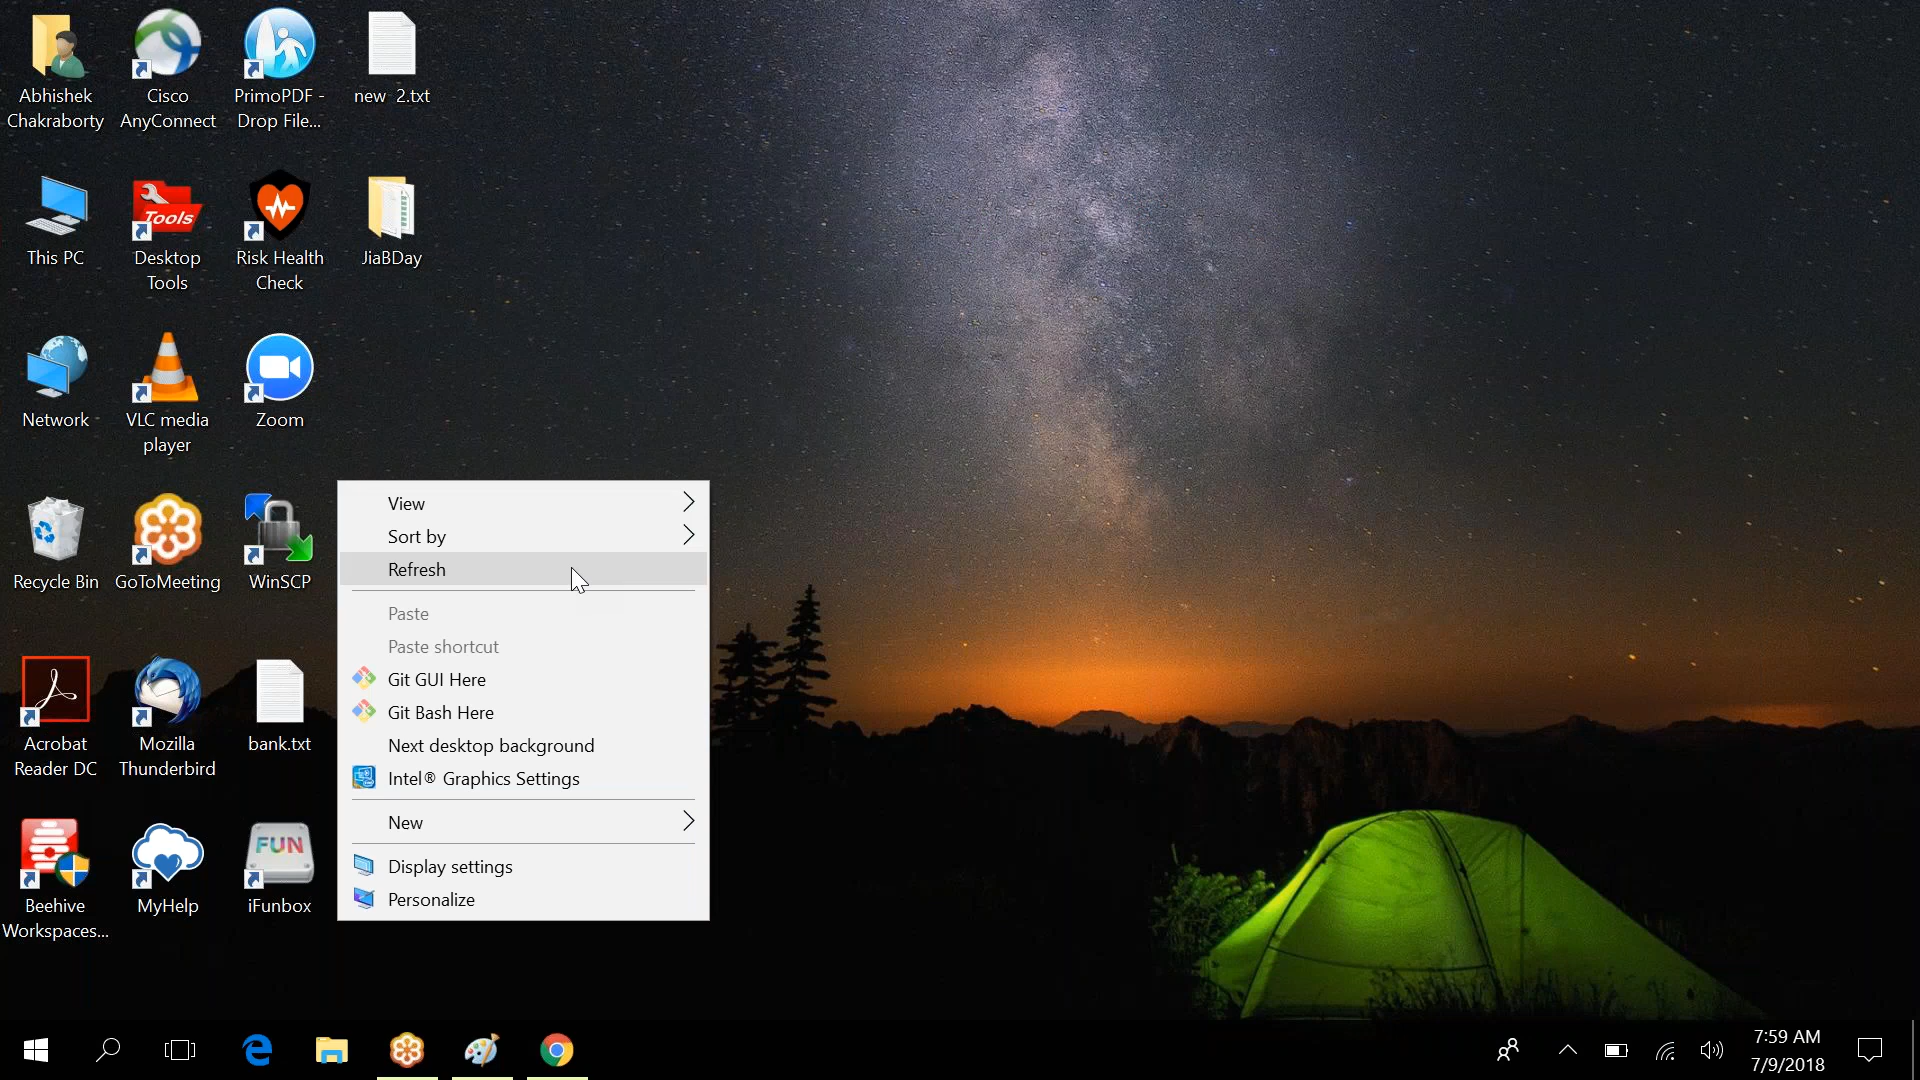 Abhishek
Chakraborty
Cisco
AnyConnect
PrimoPDF -
Drop File...
new  2.txt
This PC
Tools
Desktop
Tools
Risk Health
Check
JiaBDay
Network
VLC media
player
Zoom
Recycle Bin
GoToMeeting
WinSCP
Acrobat
Reader DC
Mozilla
Thunderbird
bank.txt
Beehive
Workspaces...
MyHelp
FUN
iFunbox
View
Sort by
Refresh
Paste
Paste shortcut
Git GUI Here
Git Bash Here
Next desktop background
Intel® Graphics Settings
New
Display settings
Personalize
7:59 AM
7/9/2018